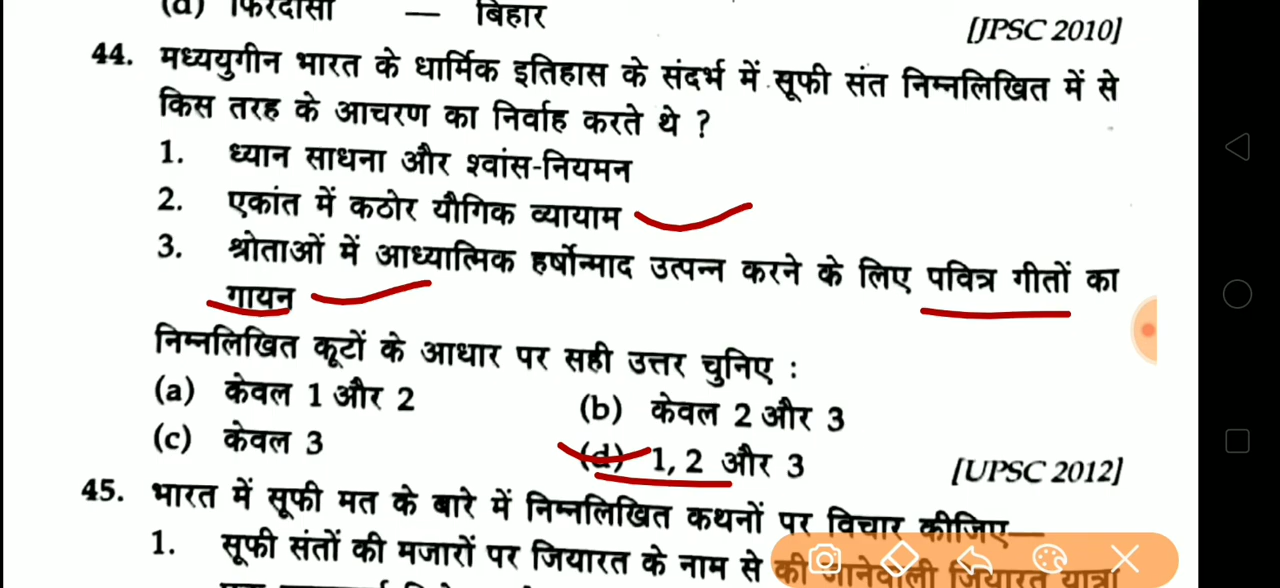 (a) फिरदौसी — बिहार
[JPSC 2010]
44. मध्ययुगीन भारत के धार्मिक इतिहास के संदर्भ में सूफी संत निम्नलिखित में से
किस तरह के आचरण का निर्वाह करते थे ?
1. ध्यान साधना और श्वांस-नियमन
2. एकांत में कठोर यौगिक व्यायाम
3. श्रोताओं में आध्यात्मिक हर्षोन्माद उत्पन्न करने के लिए पवित्र गीतों का
गायन
निम्नलिखित कूटों के आधार पर सही उत्तर चुनिए :
(a) केवल 1 और 2
(b) केवल 2 और 3
(c) केवल 3
(d) 1, 2 और 3
[UPSC 2012]
45. भारत में सूफी मत के बारे में निम्नलिखित कथनों पर विचार कीजिए—
1. सूफी संतों की मजारों पर जियारत के नाम से की जानेवाली जियारत यात्रा